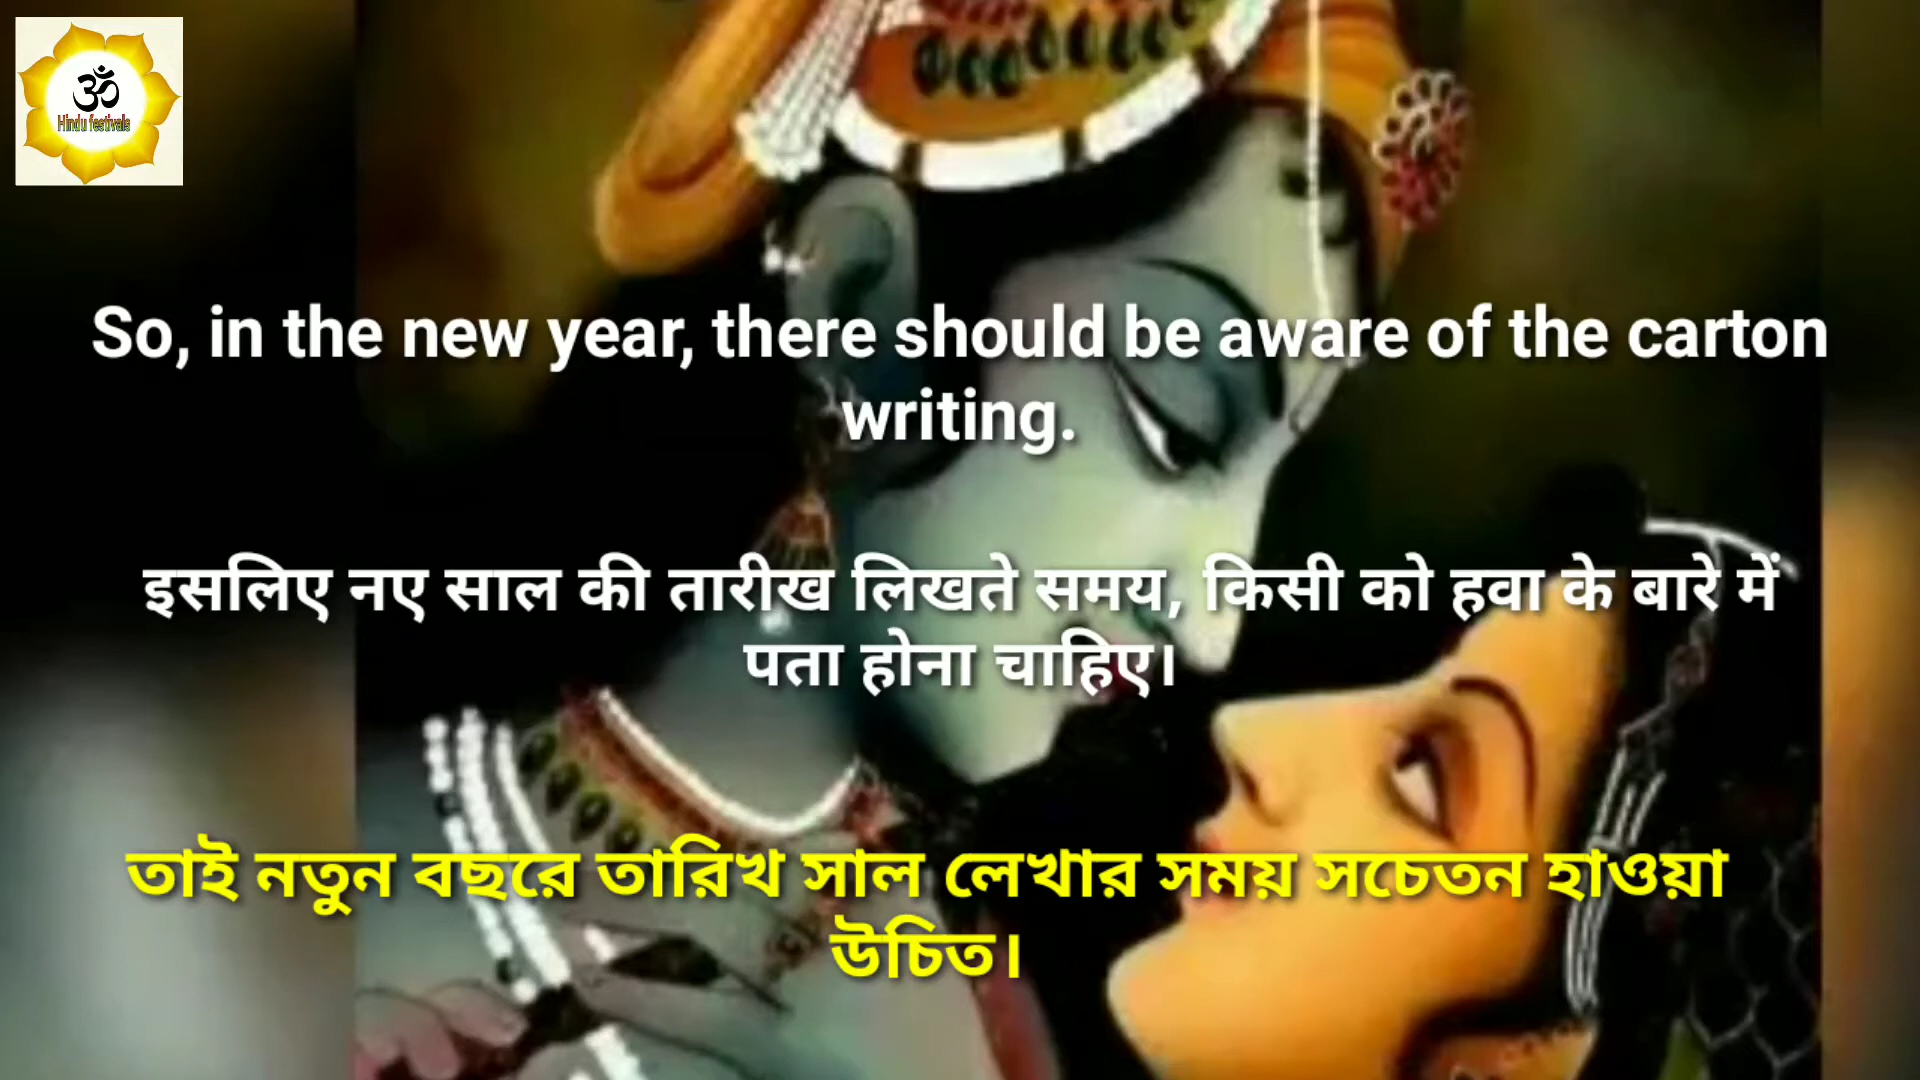 ॐ
Hindu festivals
So, in the new year, there should be aware of the carton
writing.
इसलिए नए साल की तारीख लिखते समय, किसी को हवा के बारे में
पता होना चाहिए।
তাই নতুন বছরে তারিখ সাল লেখার সময় সচেতন হাওয়া
উচিত।